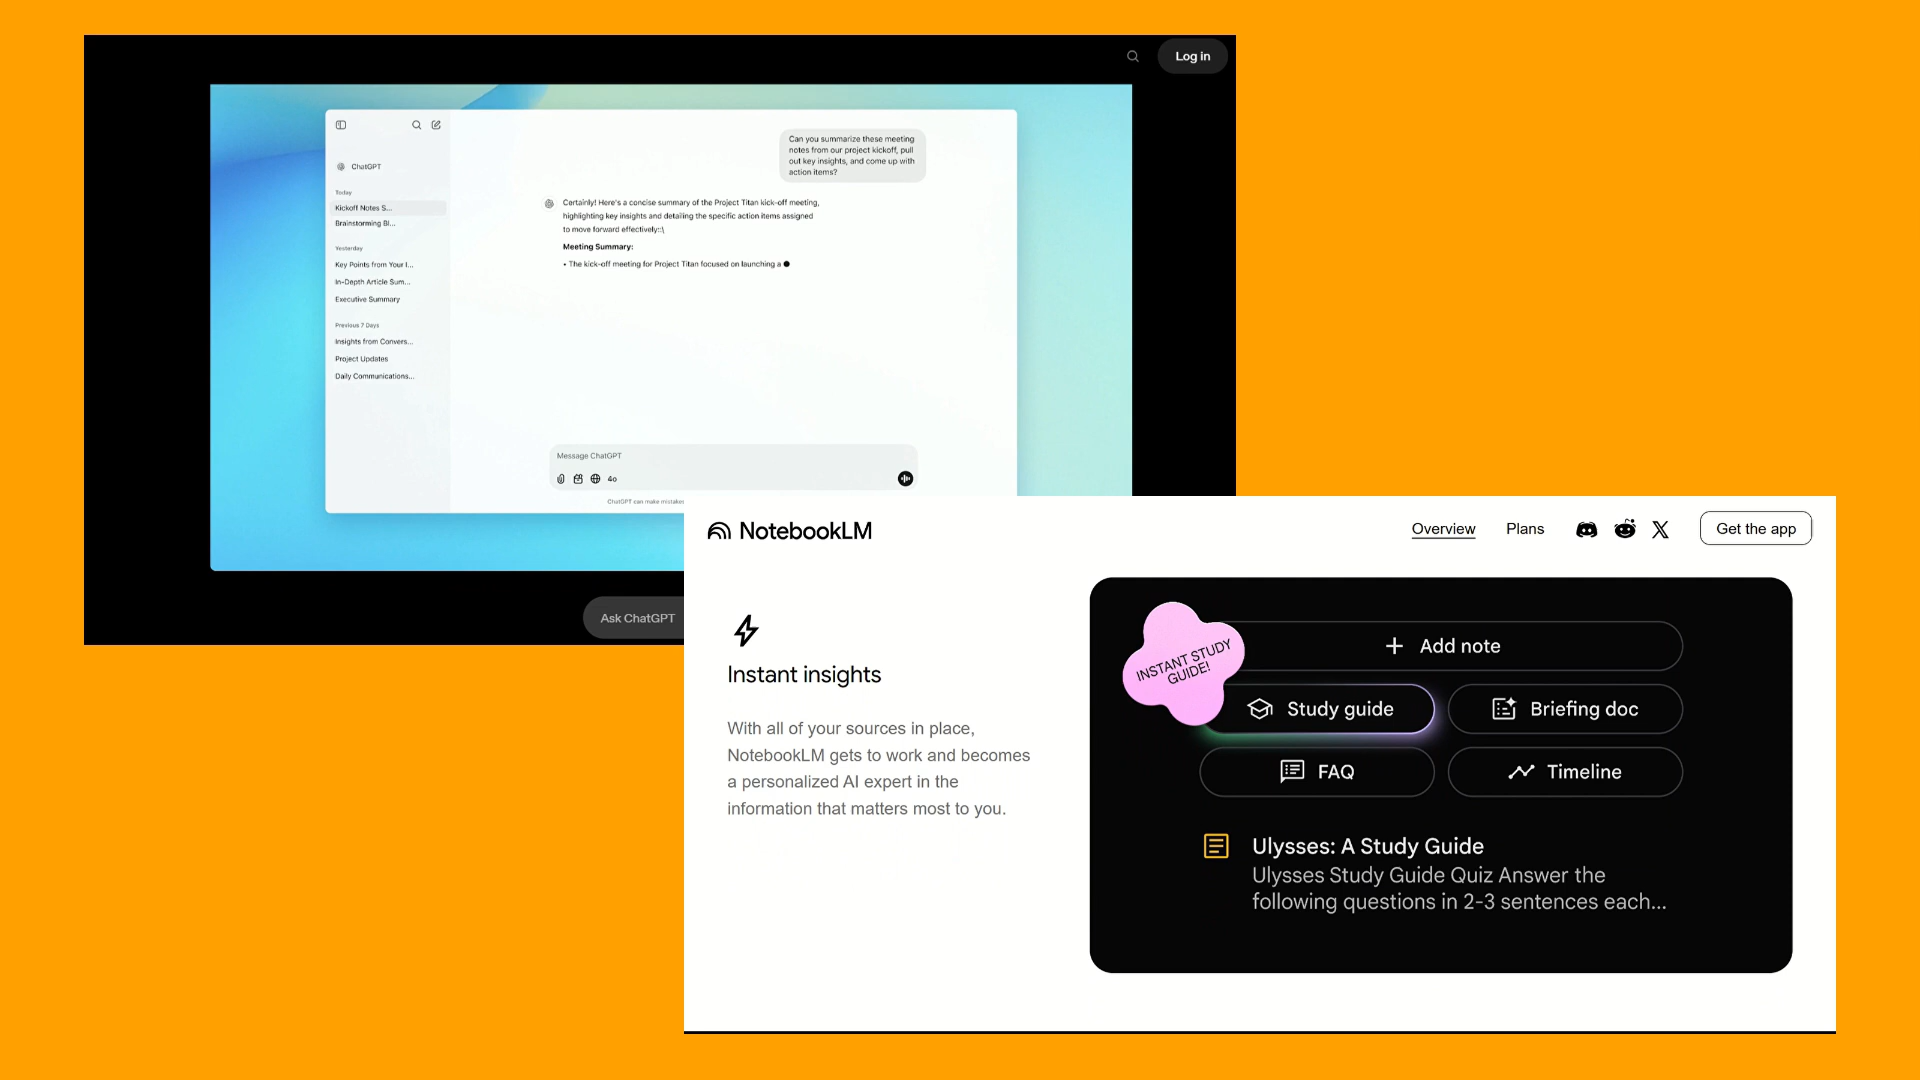 Log in
ChatGPT
Today
Kickoff Notes S...
Brainstorming Bl...
Yesterday
Key Points from Your I...
In-Depth Article Sum...
Executive Summary
Previous 7 Days
Insights from Convers...
Project Updates
Daily Communications...
Can you summarize these meeting
notes from our project kickoff, pull
out key insights, and come up with
action items?
Certainly! Here's a concise summary of the Project Titan kick-off meeting,
highlighting key insights and detailing the specific action items assigned
to move forward effectively::\
Meeting Summary:
• The kick-off meeting for Project Titan focused on launching a
Message ChatGPT
4o
ChatGPT can make mistakes
Ask ChatGPT
NotebookLM
Overview
Plans
Get the app
Instant insights
With all of your sources in place,
NotebookLM gets to work and becomes
a personalized AI expert in the
information that matters most to you.
INSTANT STUDY
GUIDE!
+ Add note
Study guide
Briefing doc
FAQ
Timeline
Ulysses: A Study Guide
Ulysses Study Guide Quiz Answer the
following questions in 2-3 sentences each...